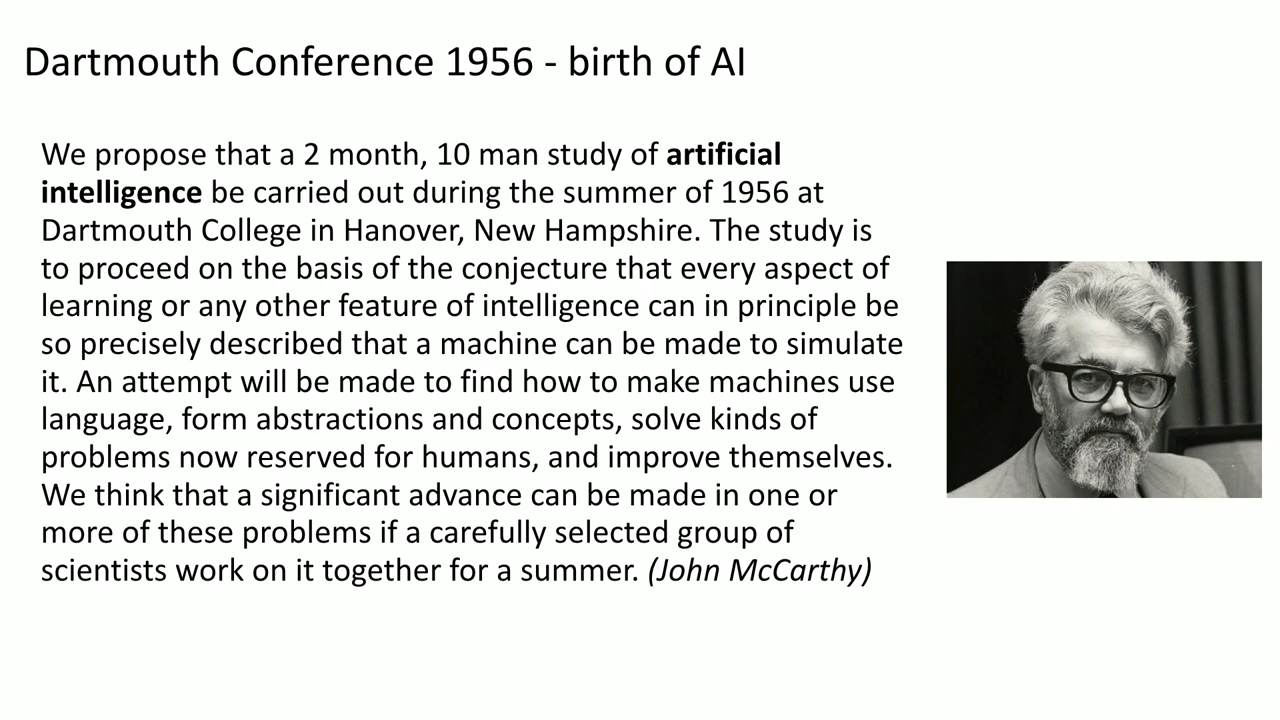 Dartmouth Conference 1956 - birth of AI
We propose that a 2 month, 10 man study of artificial
intelligence be carried out during the summer of 1956 at
Dartmouth College in Hanover, New Hampshire. The study is
to proceed on the basis of the conjecture that every aspect of
learning or any other feature of intelligence can in principle be
so precisely described that a machine can be made to simulate
it. An attempt will be made to find how to make machines use
language, form abstractions and concepts, solve kinds of
problems now reserved for humans, and improve themselves.
We think that a significant advance can be made in one or
more of these problems if a carefully selected group of
scientists work on it together for a summer. (John McCarthy)